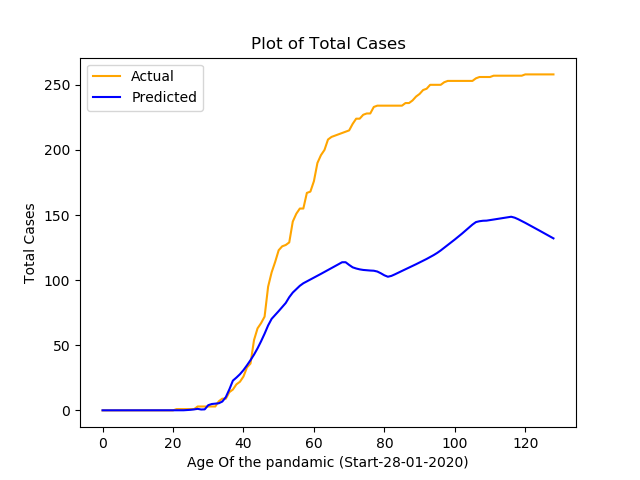 Plot of Total Cases
Actual
Predicted
Total Cases
250
200
150
100
50
0
0 20 40 60 80 100 120
Age Of the pandamic (Start-28-01-2020)